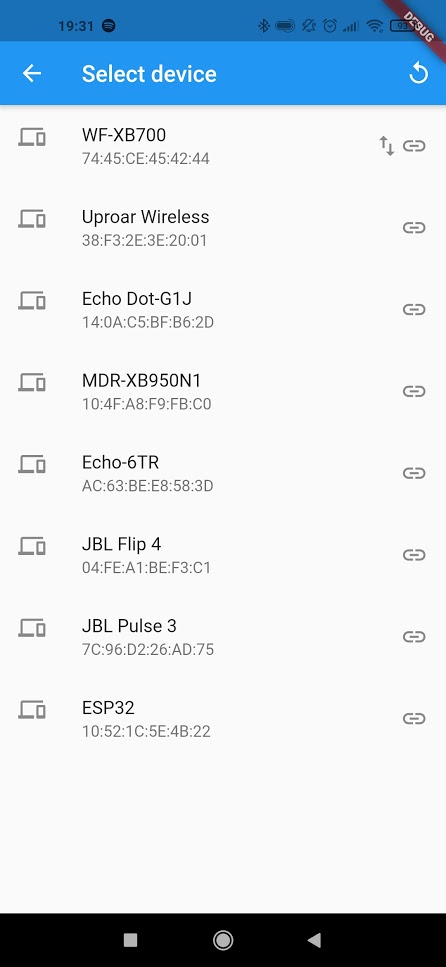 19:31
DEBUG
Select device
WF-XB700
74:45:CE:45:42:44
Uproar Wireless
38:F3:2E:3E:20:01
Echo Dot-G1J
14:0A:C5:BF:B6:2D
MDR-XB950N1
10:4F:A8:F9:FB:C0
Echo-6TR
AC:63:BE:E8:58:3D
JBL Flip 4
04:FE:A1:BE:F3:C1
JBL Pulse 3
7C:96:D2:26:AD:75
ESP32
10:52:1C:5E:4B:22